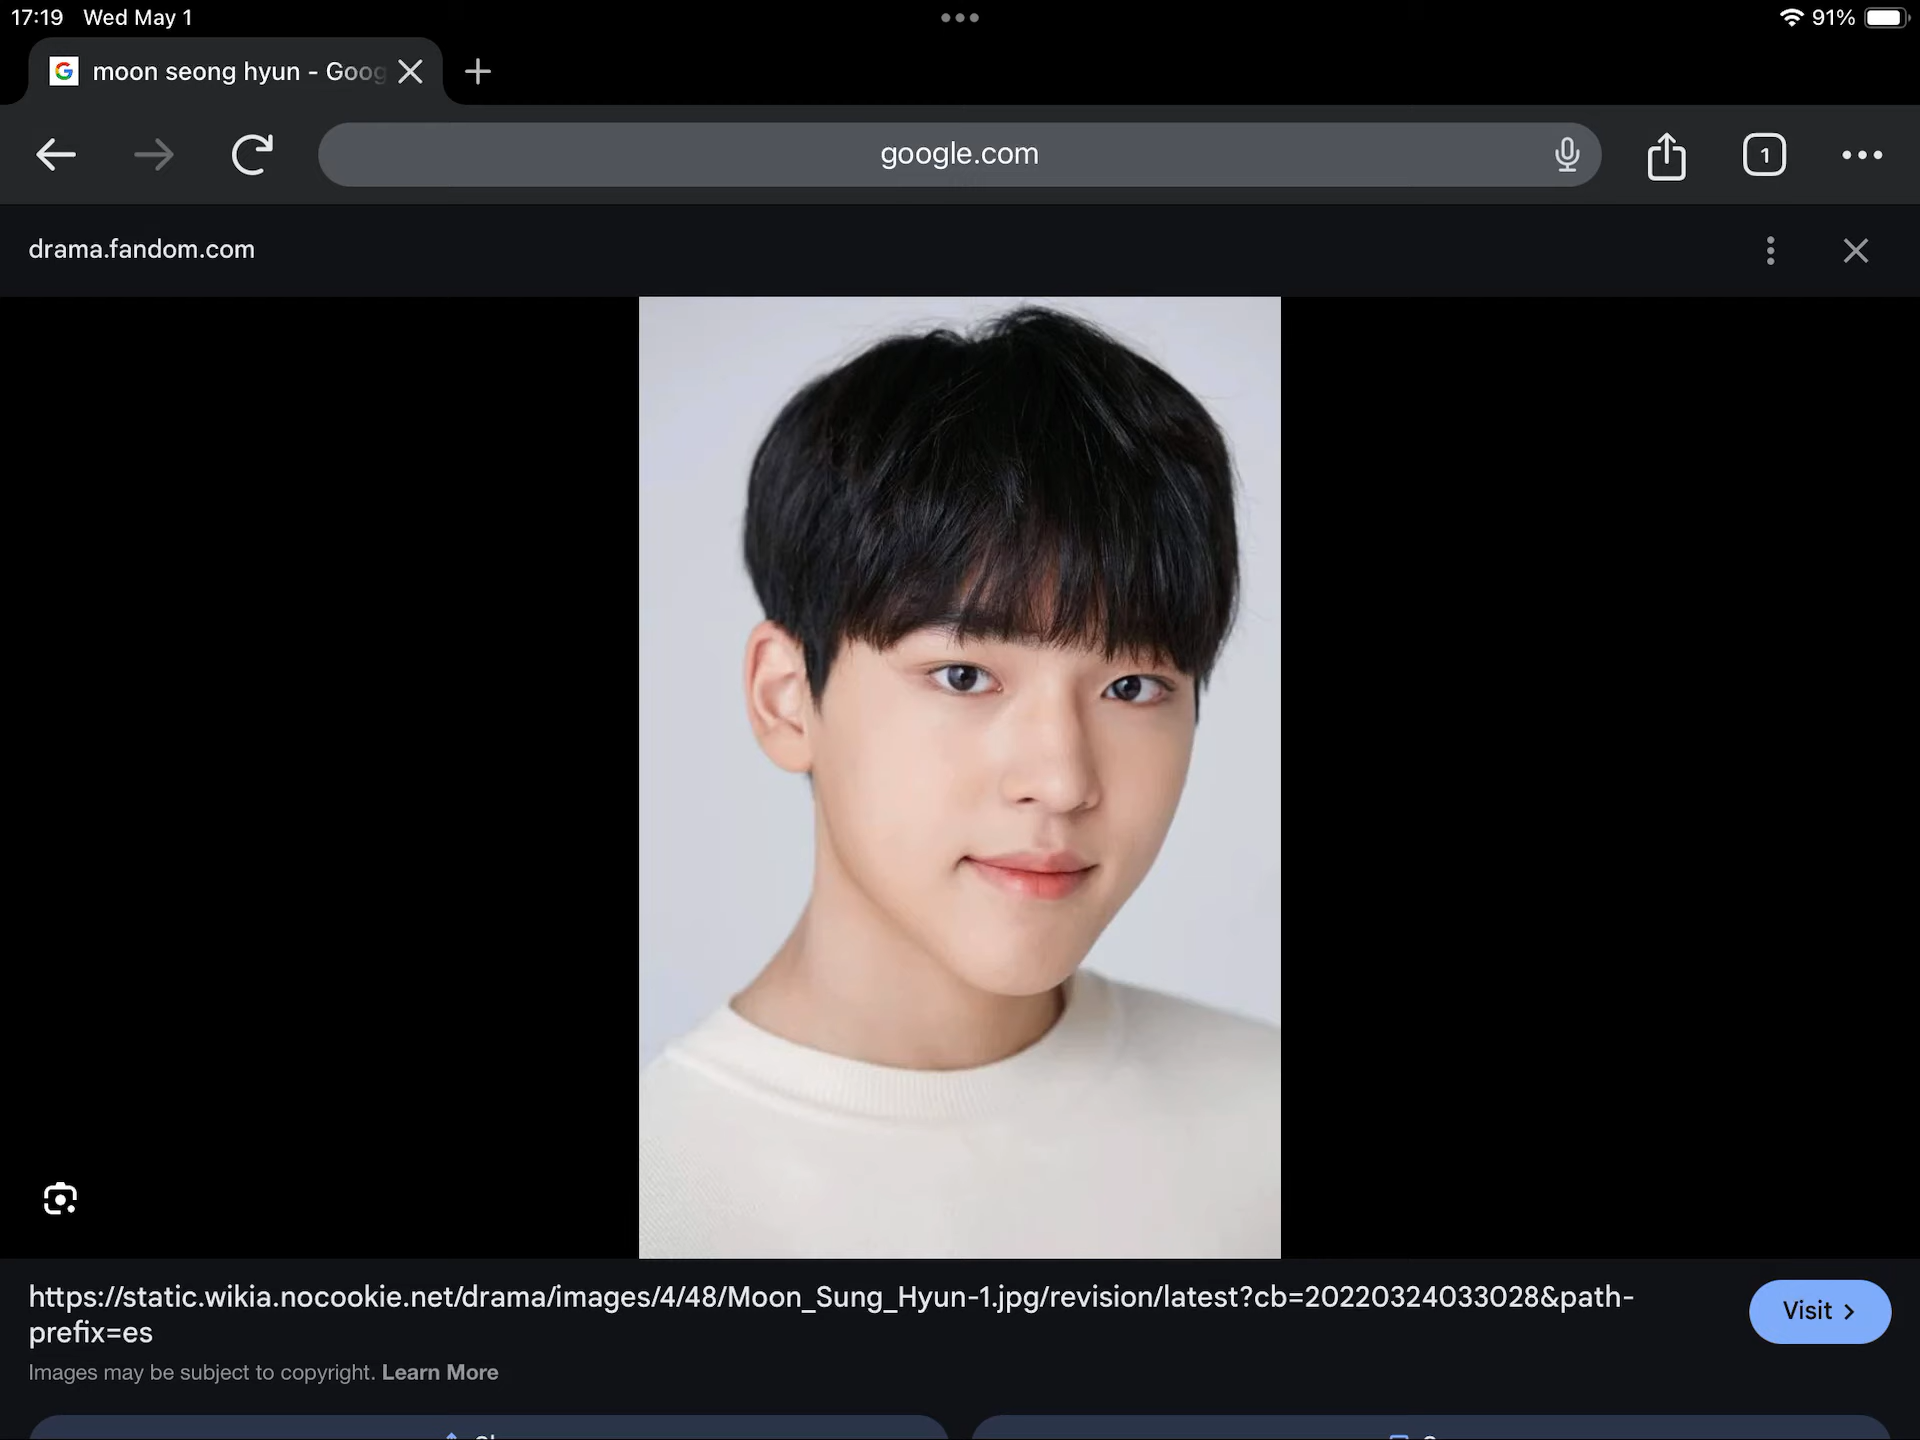 17:19 Wed May 1
91%
moon seong hyun - Goog
google.com
1
drama.fandom.com
https://static.wikia.nocookie.net/drama/images/4/48/Moon_Sung_Hyun-1.jpg/revision/latest?cb=20220324033028&path-
prefix=es
Visit
Images may be subject to copyright. Learn More